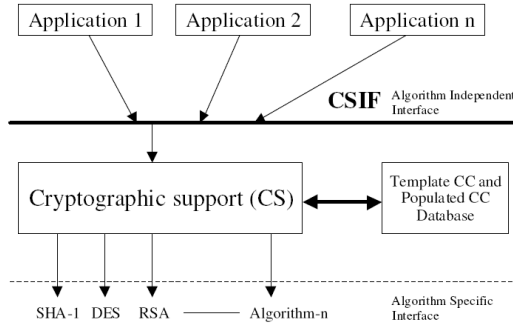 Application 1
Application 2
Application n
CSIF
Algorithm Independent
Interface
Cryptographic support (CS)
Template CC and
Populated CC
Database
SHA-1 DES RSA Algorithm-n
Algorithm Specific
Interface